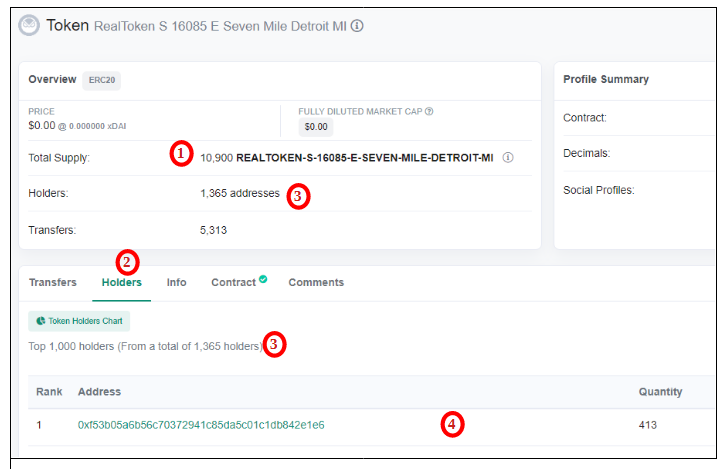 Token RealToken S 16085 E Seven Mile Detroit MI
Overview ERC20
PRICE
$0.00 @ 0.000000 xDAI
FULLY DILUTED MARKET CAP
$0.00
Total Supply:
1
10,900 REALTOKEN-S-16085-E-SEVEN-MILE-DETROIT-MI
Holders:
1,365 addresses
3
Transfers:
5,313
Profile Summary
Contract:
Decimals:
Social Profiles:
2
Transfers Holders Info Contract Comments
Token Holders Chart
Top 1,000 holders (From a total of 1,365 holders)
3
Rank Address Quantity
1 0xf53b05a6b56c70372941c85da5c01c1db842e1e6 4 413